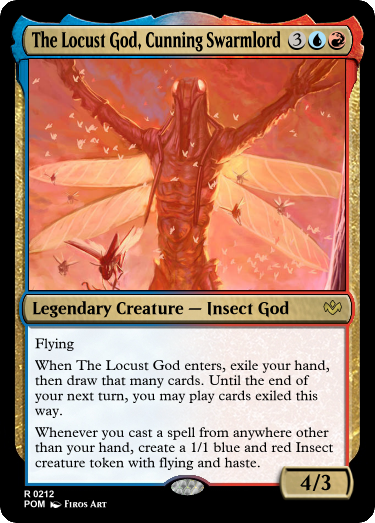 The Locust God, Cunning Swarmlord 3
Legendary Creature — Insect God
Flying
When The Locust God enters, exile your hand,
then draw that many cards. Until the end of
your next turn, you may play cards exiled this
way.
Whenever you cast a spell from anywhere other
than your hand, create a 1/1 blue and red Insect
creature token with flying and haste.
4/3
R 0212
POM Firos Art